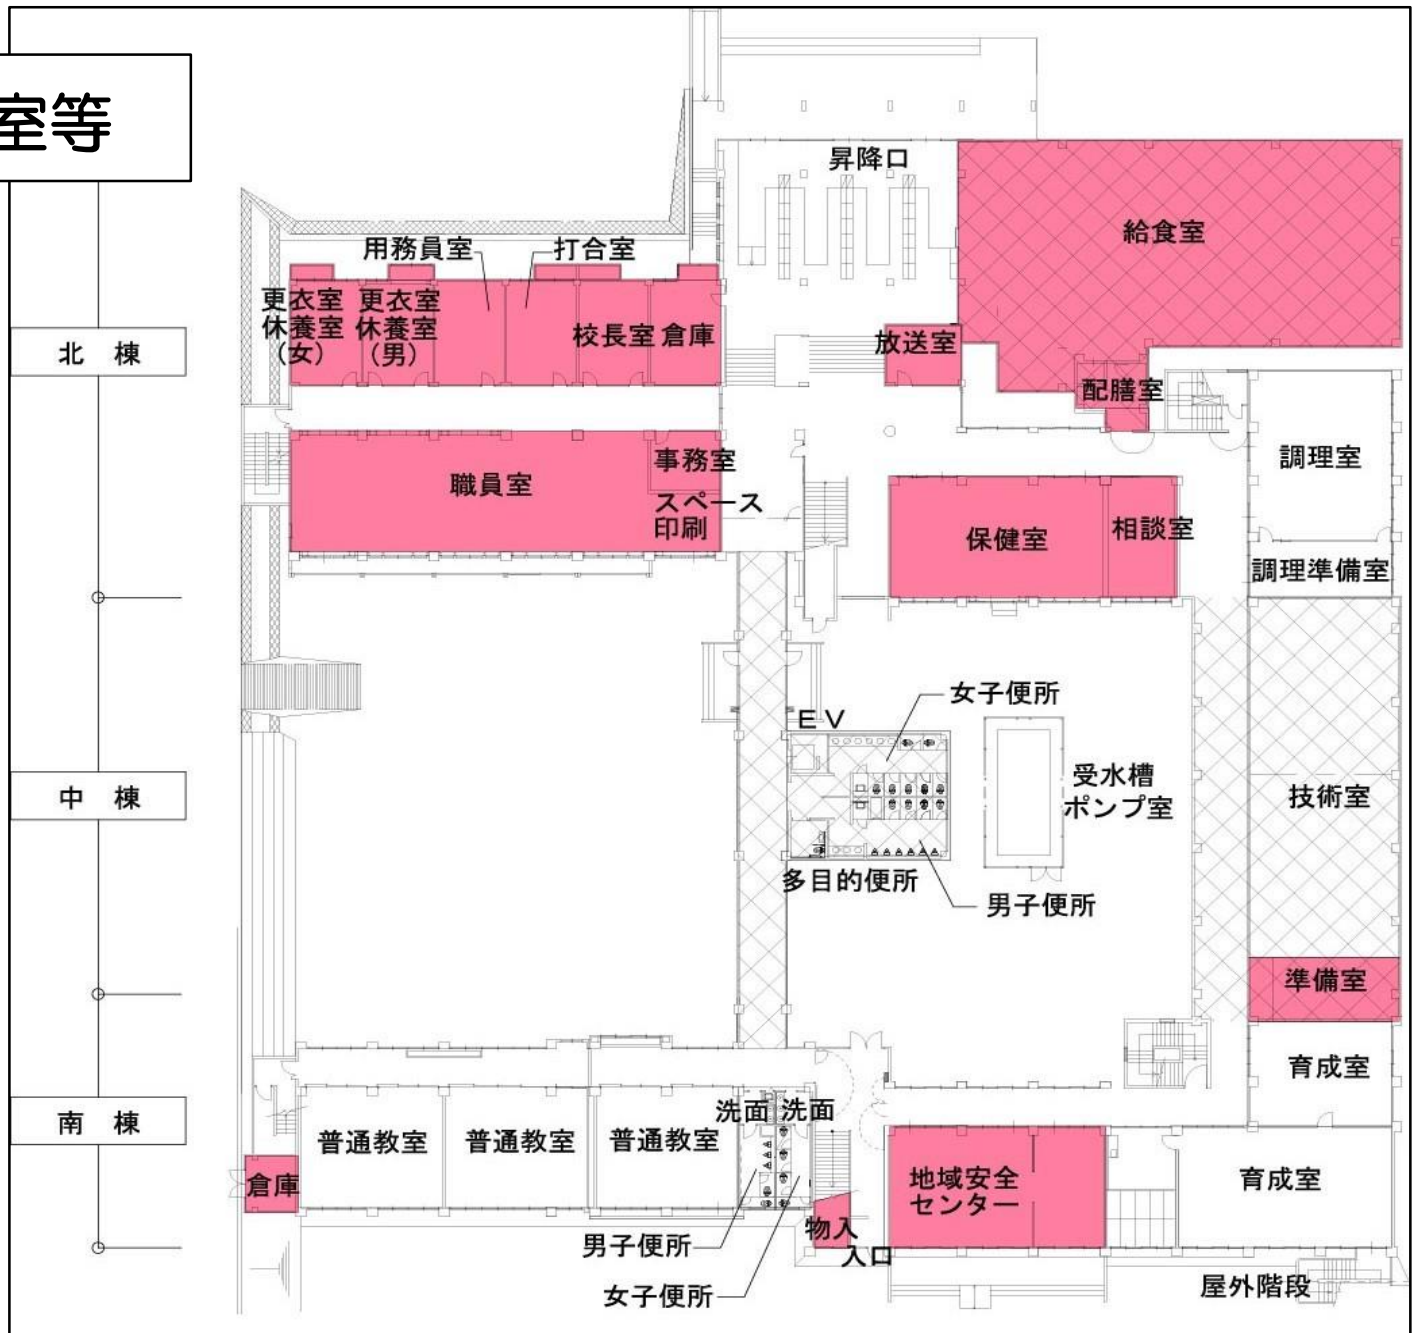 室等
昇降口
給食室
用務員室
打合室
更衣室
休養室
(女)
更衣室
休養室
(男)
校長室
倉庫
放送室
配膳室
北 棟
職員室
事務室
スペース
印刷
保健室
相談室
調理室
調理準備室
女子便所
EV
受水槽
ポンプ室
技術室
中 棟
多目的便所
男子便所
準備室
育成室
南 棟
普通教室
普通教室
普通教室
洗面
洗面
倉庫
地域安全
センター
育成室
物入
入口
男子便所
女子便所
屋外階段